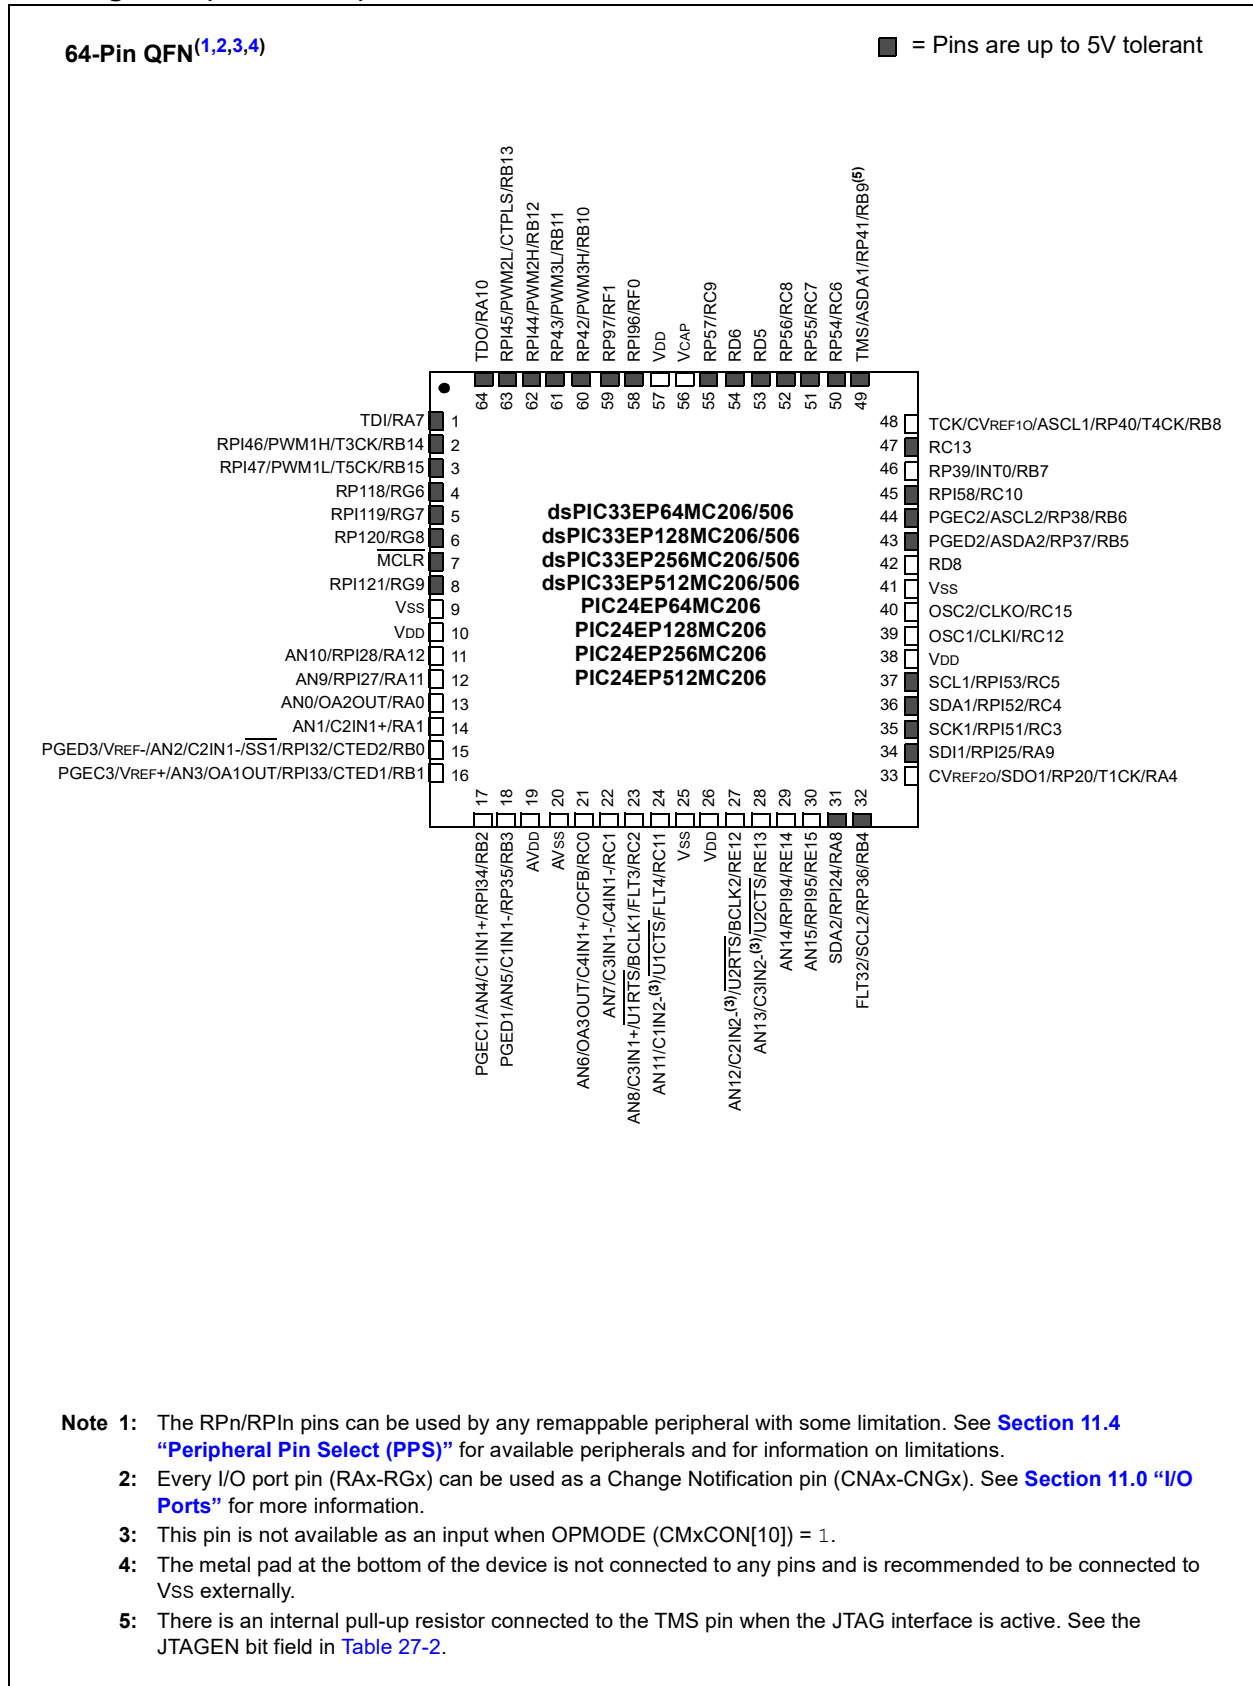 64-Pin QFN(1,2,3,4)
= Pins are up to 5V tolerant
TDO/RA10
RPI45/PWM2L/CTPLS/RB13
RPI44/PWM2H/RB12
RP43/PWM3L/RB11
RP42/PWM3H/RB10
RP97/RF1
RPI96/RF0
VDD
VCAP
RP57/RC9
RD6
RD5
RP56/RC8
RP55/RC7
RP54/RC6
TMS/ASDA1/RP41/RB9(5)
64 63 62 61 60 59 58 57 56 55 54 53 52 51 50 49
TDI/RA7 1
RPI46/PWM1H/T3CK/RB14 2
RPI47/PWM1L/T5CK/RB15 3
RP118/RG6 4
RPI119/RG7 5
RP120/RG8 6
MCLR 7
RPI121/RG9 8
VSS 9
VDD 10
AN10/RPI28/RA12 11
AN9/RPI27/RA11 12
AN0/OA2OUT/RA0 13
AN1/C2IN1+/RA1 14
PGED3/VREF-/AN2/C2IN1-/SS1/RPI32/CTED2/RB0 15
PGEC3/VREF+/AN3/OA1OUT/RPI33/CTED1/RB1 16
dsPIC33EP64MC206/506
dsPIC33EP128MC206/506
dsPIC33EP256MC206/506
dsPIC33EP512MC206/506
PIC24EP64MC206
PIC24EP128MC206
PIC24EP256MC206
PIC24EP512MC206
48 TCK/CVREF1O/ASCL1/RP40/T4CK/RB8
47 RC13
46 RP39/INT0/RB7
45 RPI58/RC10
44 PGEC2/ASCL2/RP38/RB6
43 PGED2/ASDA2/RP37/RB5
42 RD8
41 VSS
40 OSC2/CLKO/RC15
39 OSC1/CLKI/RC12
38 VDD
37 SCL1/RPI53/RC5
36 SDA1/RPI52/RC4
35 SCK1/RPI51/RC3
34 SDI1/RPI25/RA9
33 CVREF2O/SDO1/RP20/T1CK/RA4
17 18 19 20 21 22 23 24 25 26 27 28 29 30 31 32
PGEC1/AN4/C1IN1+/RPI34/RB2
PGED1/AN5/C1IN1-/RP35/RB3
AVDD
AVSS
AN6/OA3OUT/C4IN1+/OCFB/RC0
AN7/C3IN1-/C4IN1-/RC1
AN8/C3IN1+/U1RTS/BCLK1/FLT3/RC2
AN11/C1IN2-(3)/U1CTS/FLT4/RC11
VSS
VDD
AN12/C2IN2-(3)/U2RTS/BCLK2/RE12
AN13/C3IN2-(3)/U2CTS/RE13
AN14/RPI94/RE14
AN15/RPI95/RE15
SDA2/RPI24/RA8
FLT32/SCL2/RP36/RB4
Note 1: The RPn/RPIn pins can be used by any remappable peripheral with some limitation. See Section 11.4
“Peripheral Pin Select (PPS)” for available peripherals and for information on limitations.
2: Every I/O port pin (RAx-RGx) can be used as a Change Notification pin (CNAx-CNGx). See Section 11.0 “I/O
Ports” for more information.
3: This pin is not available as an input when OPMODE (CMxCON[10]) = 1.
4: The metal pad at the bottom of the device is not connected to any pins and is recommended to be connected to
VSS externally.
5: There is an internal pull-up resistor connected to the TMS pin when the JTAG interface is active. See the
JTAGEN bit field in Table 27-2.